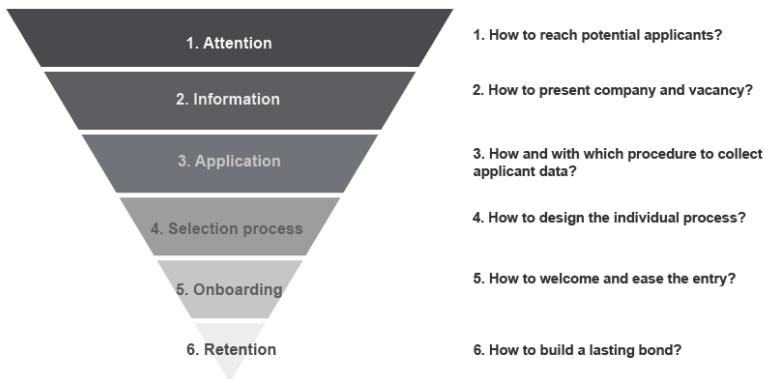 1. Attention
1. How to reach potential applicants?
2. Information
2. How to present company and vacancy?
3. Application
3. How and with which procedure to collect
applicant data?
4. Selection process
4. How to design the individual process?
5. Onboarding
5. How to welcome and ease the entry?
6. Retention
6. How to build a lasting bond?